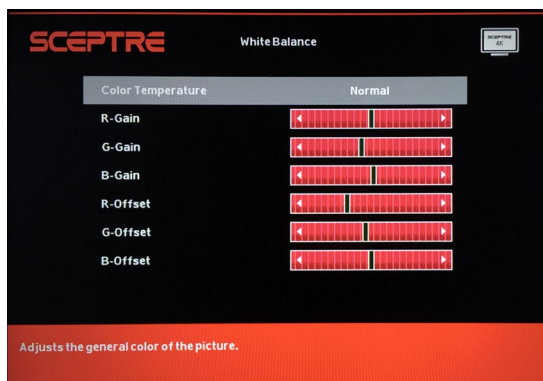 SCEPTRE
White Balance
SCEPTRE
4K
Color Temperature Normal
R-Gain
G-Gain
B-Gain
R-Offset
G-Offset
B-Offset
Adjusts the general color of the picture.